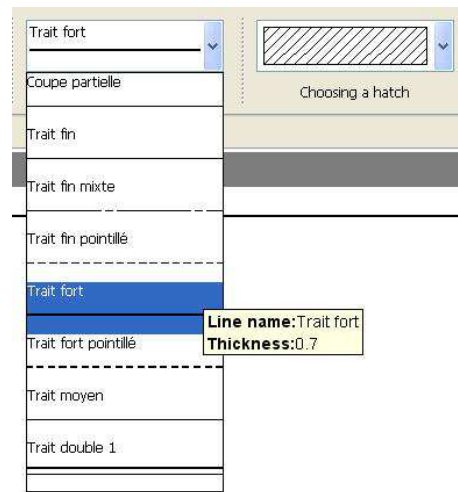 Trait fort
Choosing a hatch
Coupe partielle
Trait fin
Trait fin mixte
Trait fin pointillé
Trait fort
Line name:Trait fort
Thickness:0.7
Trait fort pointillé
Trait moyen
Trait double 1